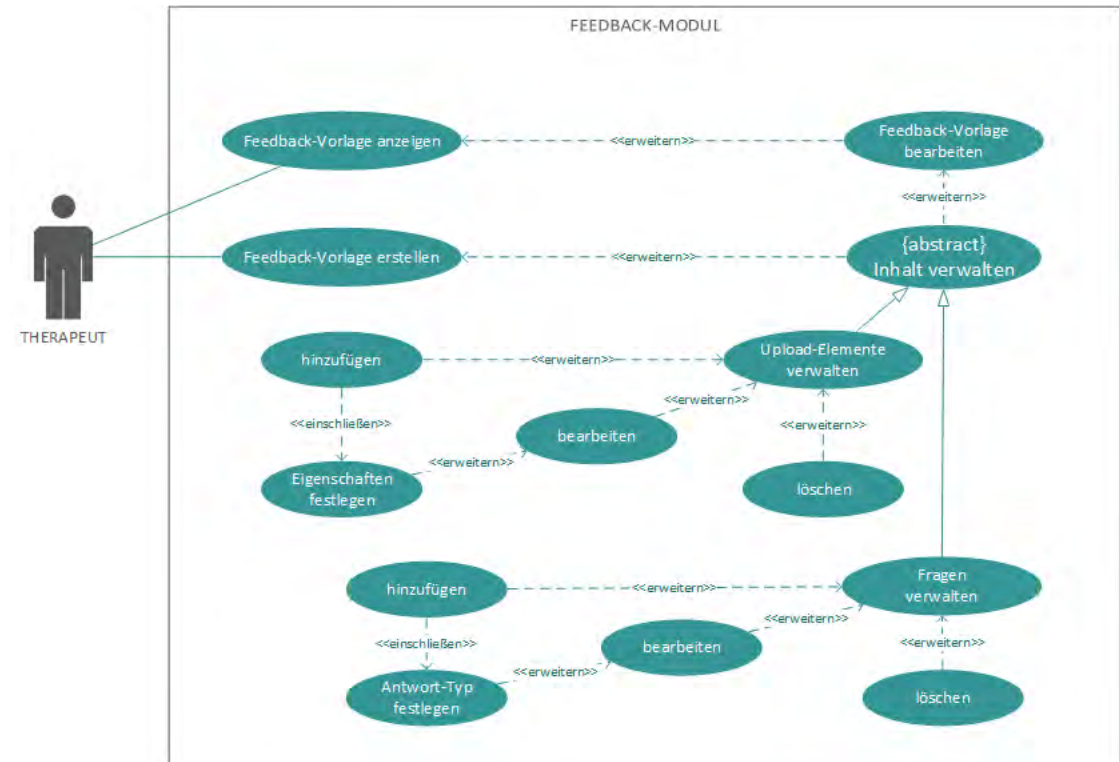 FEEDBACK-MODUL
Feedback-Vorlage anzeigen
<<erweitern>>
Feedback-Vorlage
bearbeiten
<<erweitern>>
Feedback-Vorlage erstellen
<<erweitern>>
{abstract}
Inhalt verwalten
THERAPEUT
hinzufügen
<<erweitern>>
Upload-Elemente
verwalten
<<erweitern>>
<<einschließen>>
bearbeiten
<<erweitern>>
<<erweitern>>
Eigenschaften
festlegen
löschen
hinzufügen
<<erweitern>>
Fragen
verwalten
<<erweitern>>
<<einschließen>>
bearbeiten
<<erweitern>>
<<erweitern>>
Antwort-Typ
festlegen
löschen